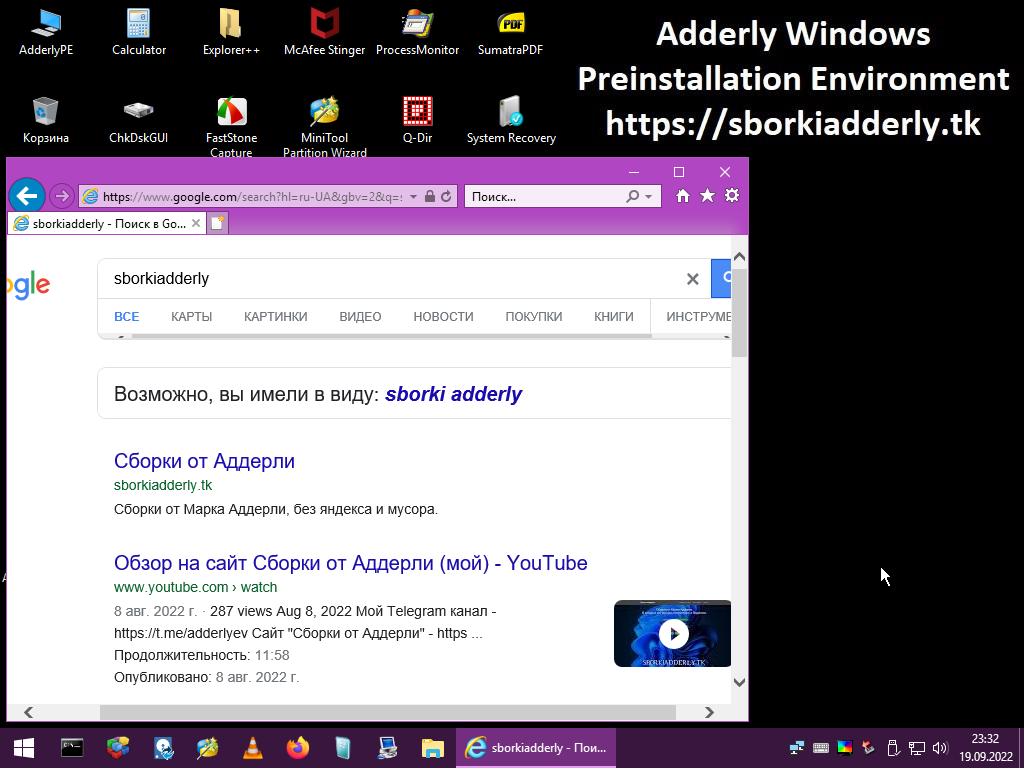 AdderlyPE
Calculator
Explorer++
McAfee Stinger
ProcessMonitor
PDF
SumatraPDF
Adderly Windows
Preinstallation Environment
https://sborkiadderly.tk
Корзина
ChkDskGUI
FastStone
Capture
MiniTool
Partition Wizard
Q-Dir
System Recovery
https://www.google.com/search?hl=ru-UA&gbv=2&q=s
Поиск...
sborkiadderly - Поиск в Go...
ogle
sborkiadderly
ВСЕ
КАРТЫ
КАРТИНКИ
ВИДЕО
НОВОСТИ
ПОКУПКИ
КНИГИ
ИНСТРУМЕ
Возможно, вы имели в виду: sborki adderly
Сборки от Аддерли
sborkiadderly.tk
Сборки от Марка Аддерли, без яндекса и мусора.
Обзор на сайт Сборки от Аддерли (мой) - YouTube
www.youtube.com › watch
8 авг. 2022 г. · 287 views Aug 8, 2022 Мой Telegram канал -
https://t.me/adderlyev Сайт "Сборки от Аддерли" - https ...
Продолжительность: 11:58
Опубликовано: 8 авг. 2022 г.
SBORKIADDERLY.TK
sborkiadderly - Пои...
23:32
19.09.2022